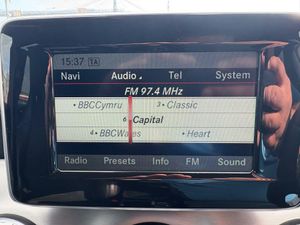 15:37 TA
Navi Audio Tel System
FM 97.4 MHz
BBCCymru 3 Classic
6 Capital
4 BBCWales Heart
Radio Presets Info FM Sound